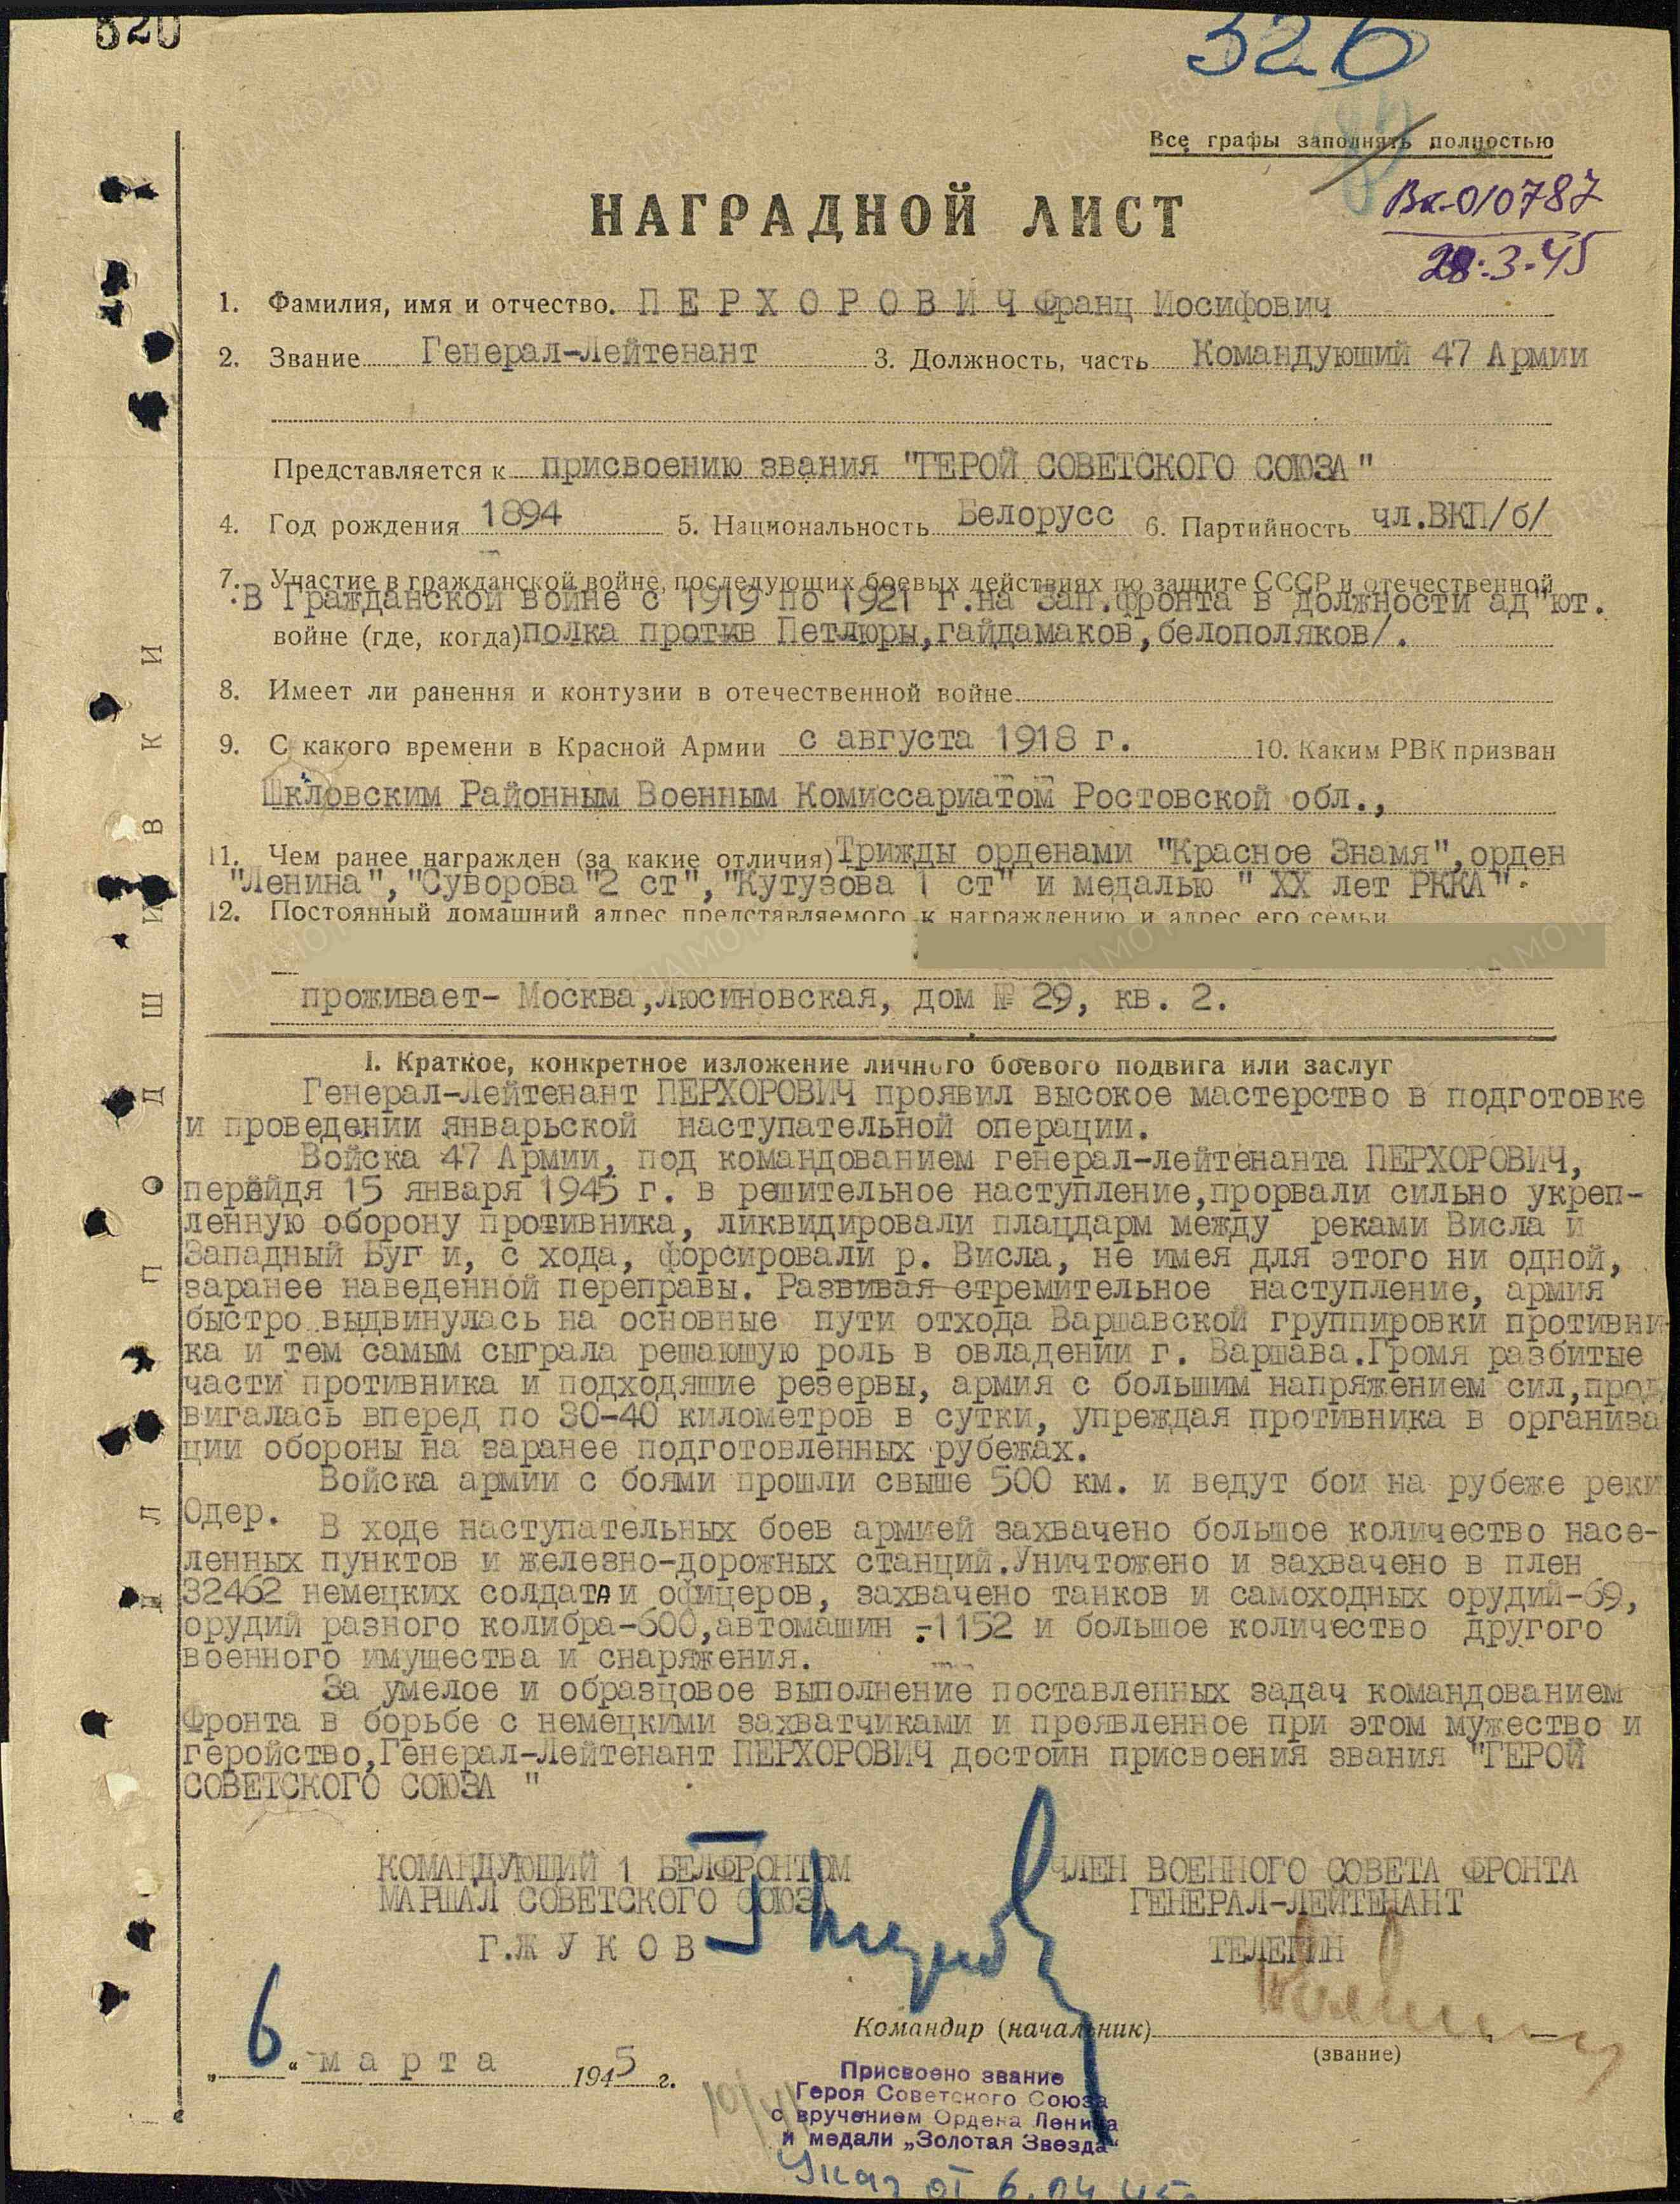 320
326
Все графы заполнять полностью
НАГРАДНОЙ ЛИСТ
Вх-010787
28.3.45
1. Фамилия, имя и отчество. ПЕРХОРОВИЧ Франц Иосифович
2. Звание Генерал-Лейтенант 3. Должность, часть Командующий 47 Армии
Представляется к присвоению звания "ГЕРОЙ СОВЕТСКОГО СОЮЗА"
4. Год рождения 1894 5. Национальность Белорусс 6. Партийность чл.ВКП/б/
7. Участие в гражданской войне, последующих боевых действиях по защите СССР и отечественной
В Гражданской войне с 1919 по 1921 г.на Зап.фронта в должности ад"ют.
войне (где, когда) полка против Петлюры,гайдамаков,белополяков/.
8. Имеет ли ранення и контузии в отечественной войне
9. С какого времени в Красной Армии с августа 1918 г. 10. Каким РВК призван
Шкловским Районным Военным Комиссариатом Ростовской обл.,
11. Чем ранее награжден (за какие отличия) Трижды орденами "Красное Знамя",орден
"Ленина","Суворова"2 ст","Кутузова 1 ст" и медалью " ХХ лет РККА".
12. Постоянный домашний адрес представляемого к награждению и адрес его семьи
проживает- Москва,Люсиновская, дом № 29, кв. 2.
I. Краткое, конкретное изложение личного боевого подвига или заслуг
Генерал-Лейтенант ПЕРХОРОВИЧ проявил высокое мастерство в подготовке
и проведении январьской наступательной операции.
Войска 47 Армии, под командованием генерал-лейтенанта ПЕРХОРОВИЧ,
перейдя 15 января 1945 г. в решительное наступление,прорвали сильно укреп-
ленную оборону противника, ликвидировали плацдарм между реками Висла и
Западный Буг и, с хода, форсировали р. Висла, не имея для этого ни одной,
заранее наведенной переправы. Развивая стремительное наступление, армия
быстро выдвинулась на основные пути отхода Варшавской группировки противни-
ка и тем самым сыграла решающую роль в овладении г. Варшава.Громя разбитые
части противника и подходящие резервы, армия с большим напряжением сил,прод
вигалась вперед по 30-40 километров в сутки, упреждая противника в организа
ции обороны на заранее подготовленных рубежах.
Войска армии с боями прошли свыше 500 км. и ведут бои на рубеже реки
Одер.
В ходе наступательных боев армией захвачено большое количество насе-
ленных пунктов и железно-дорожных станций.Уничтожено и захвачено в плен
32462 немецких солдата и офицеров, захвачено танков и самоходных орудий-69,
орудий разного колибра-600,автомашин -1152 и большое количество другого
военного имущества и снаряжения.
За умелое и образцовое выполнение поставленных задач командованием
Фронта в борьбе с немецкими захватчиками и проявленное при этом мужество и
геройство,Генерал-Лейтенант ПЕРХОРОВИЧ достоин присвоения звания "ГЕРОЙ
СОВЕТСКОГО СОЮЗА "
КОМАНДУЮЩИЙ 1 БЕЛФРОНТОМ
МАРШАЛ СОВЕТСКОГО СОЮЗА
Г.ЖУКОВ
ЧЛЕН ВОЕННОГО СОВЕТА ФРОНТА
ГЕНЕРАЛ-ЛЕЙТЕНАНТ
ТЕЛЕГИН
Командир (начальник)
(звание)
"6" марта 1945 г.
Присвоено звание
Героя Советского Союза
с вручением Ордена Ленина
и медали „Золотая Звезда"
Указ от 6.04.45
ЛИНИЯ ПОДШИВКИ